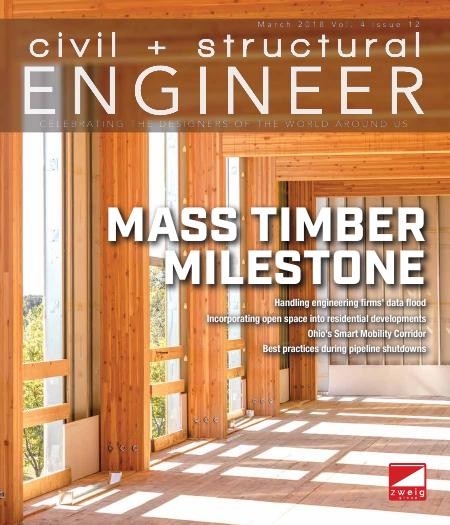 March 2018 Vol. 4 Issue 12
civil + structural
ENGINEER
CELEBRATING THE DESIGNERS OF THE WORLD AROUND US
MASS TIMBER
MILESTONE
Handling engineering firms' data flood
Incorporating open space into residential developments
Ohio's Smart Mobility Corridor
Best practices during pipeline shutdowns
zweig
group